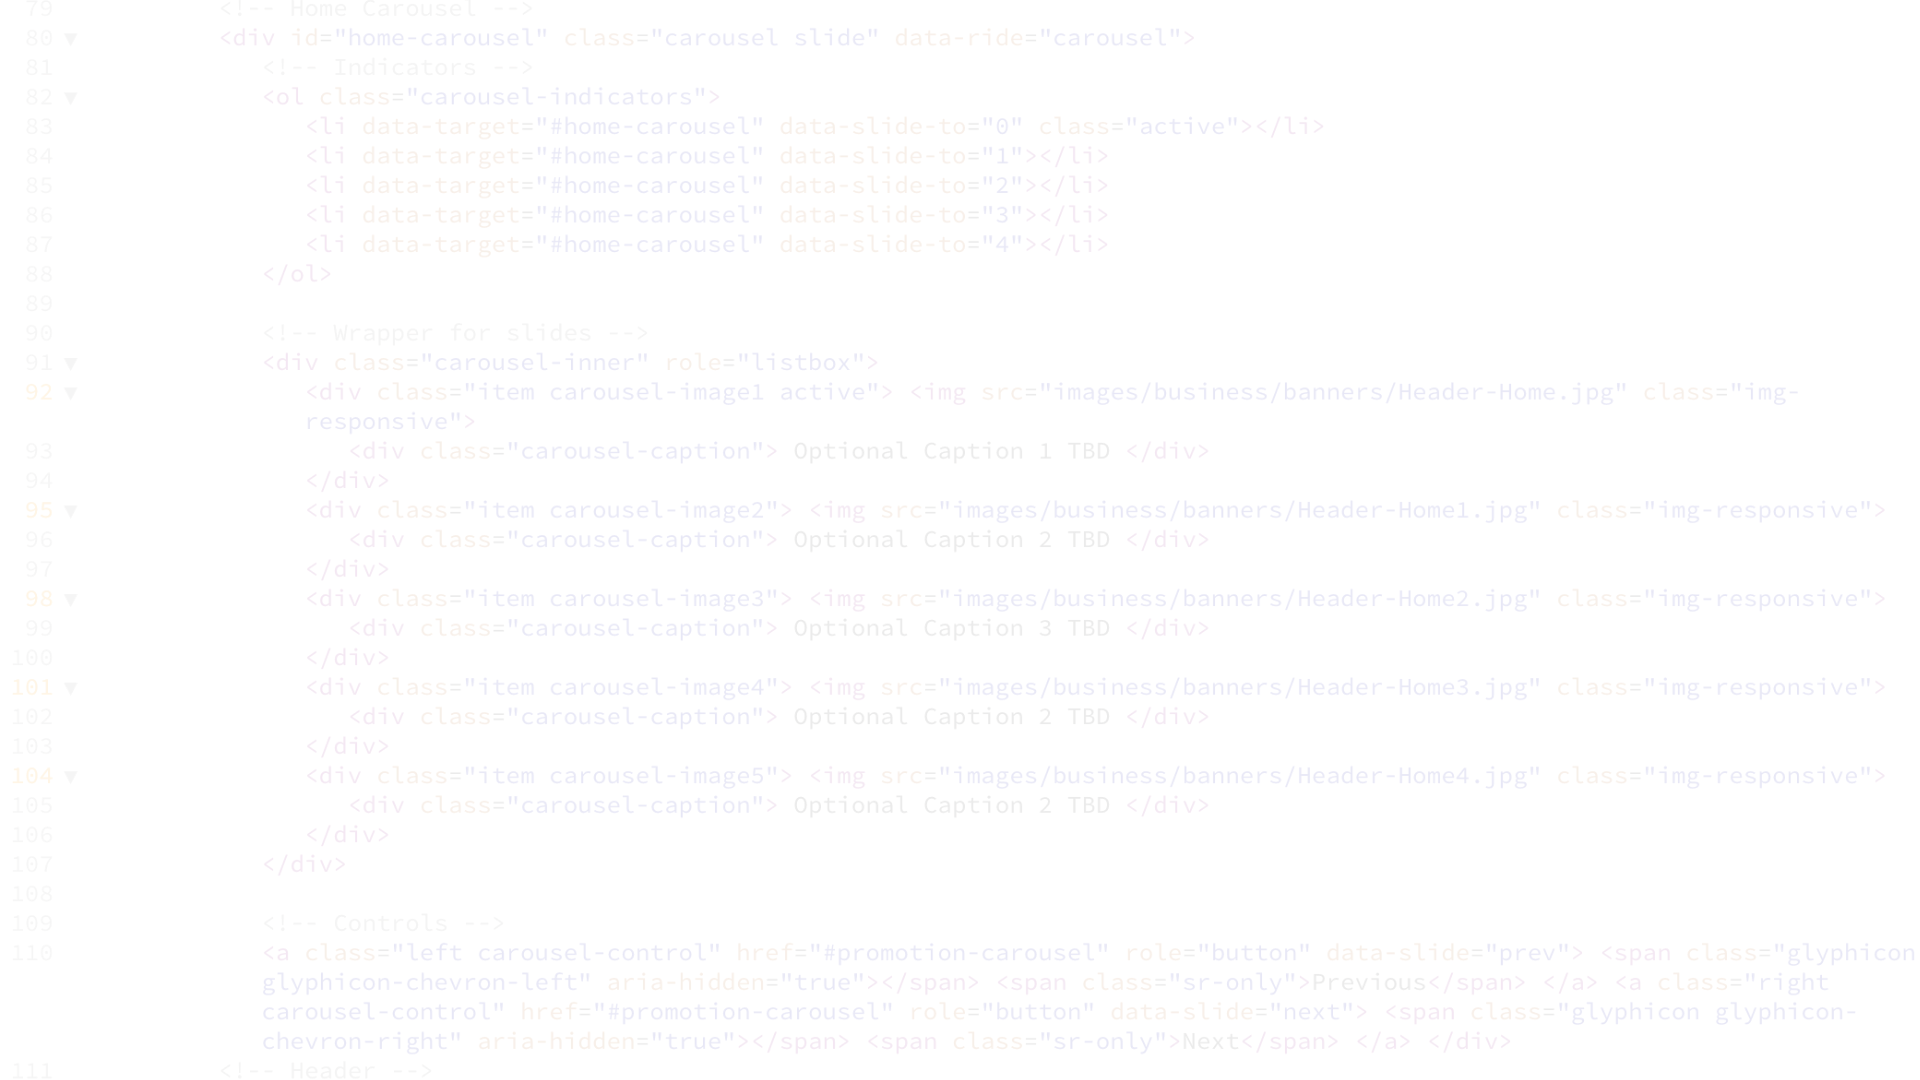 79 <!-- Home Carousel -->
80 ▼ <div id="home-carousel" class="carousel slide" data-ride="carousel">
81 <!-- Indicators -->
82 ▼ <ol class="carousel-indicators">
83 <li data-target="#home-carousel" data-slide-to="0" class="active"></li>
84 <li data-target="#home-carousel" data-slide-to="1"></li>
85 <li data-target="#home-carousel" data-slide-to="2"></li>
86 <li data-target="#home-carousel" data-slide-to="3"></li>
87 <li data-target="#home-carousel" data-slide-to="4"></li>
88 </ol>
89
90 <!-- Wrapper for slides -->
91 ▼ <div class="carousel-inner" role="listbox">
92 ▼ <div class="item carousel-image1 active"> <img src="images/business/banners/Header-Home.jpg" class="img-
responsive">
93 <div class="carousel-caption"> Optional Caption 1 TBD </div>
94 </div>
95 ▼ <div class="item carousel-image2"> <img src="images/business/banners/Header-Home1.jpg" class="img-responsive">
96 <div class="carousel-caption"> Optional Caption 2 TBD </div>
97 </div>
98 ▼ <div class="item carousel-image3"> <img src="images/business/banners/Header-Home2.jpg" class="img-responsive">
99 <div class="carousel-caption"> Optional Caption 3 TBD </div>
100 </div>
101 ▼ <div class="item carousel-image4"> <img src="images/business/banners/Header-Home3.jpg" class="img-responsive">
102 <div class="carousel-caption"> Optional Caption 2 TBD </div>
103 </div>
104 ▼ <div class="item carousel-image5"> <img src="images/business/banners/Header-Home4.jpg" class="img-responsive">
105 <div class="carousel-caption"> Optional Caption 2 TBD </div>
106 </div>
107 </div>
108
109 <!-- Controls -->
110 <a class="left carousel-control" href="#promotion-carousel" role="button" data-slide="prev"> <span class="glyphicon
glyphicon-chevron-left" aria-hidden="true"></span> <span class="sr-only">Previous</span> </a> <a class="right
carousel-control" href="#promotion-carousel" role="button" data-slide="next"> <span class="glyphicon glyphicon-
chevron-right" aria-hidden="true"></span> <span class="sr-only">Next</span> </a> </div>
111 <!-- Header -->